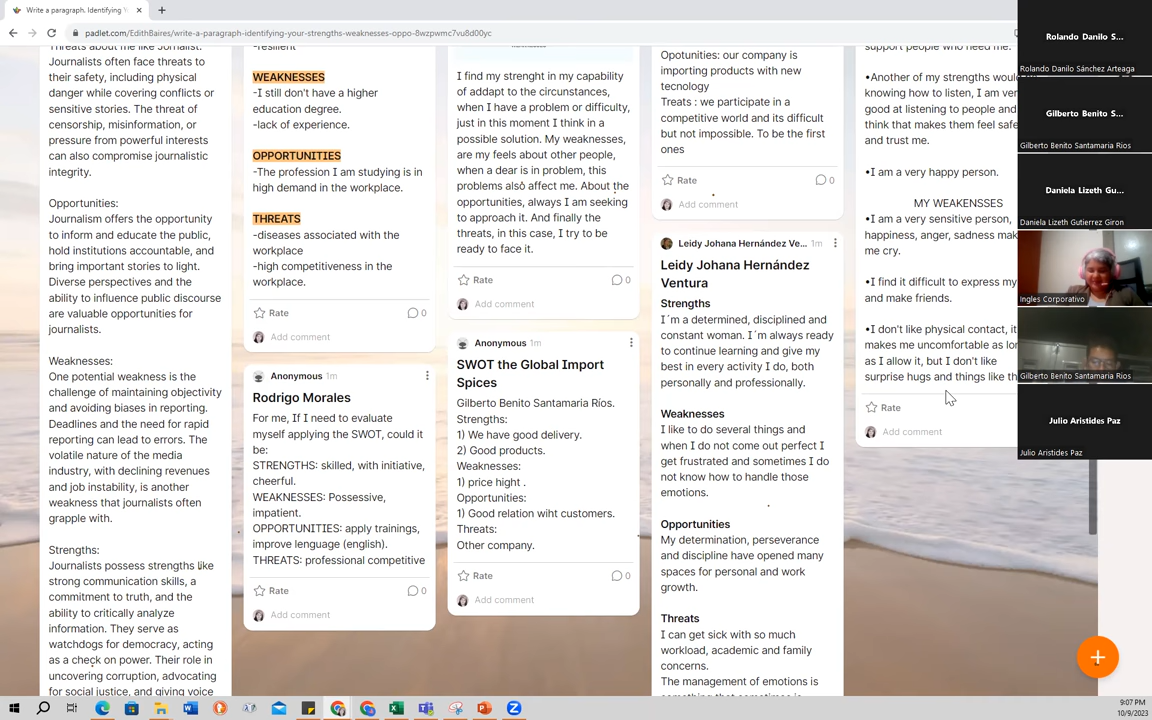 Write a paragraph. Identifying Y
padlet.com/EdithBaires/write-a-paragraph-identifying-your-strengths-weaknesses-oppo-8wzpwmc7vu8d00yc
Threats about me like Jornalist.
Journalists often face threats to
their safety, including physical
danger while covering conflicts or
sensitive stories. The threat of
censorship, misinformation, or
pressure from powerful interests
can also compromise journalistic
integrity.
Opportunities:
Journalism offers the opportunity
to inform and educate the public,
hold institutions accountable, and
bring important stories to light.
Diverse perspectives and the
ability to influence public discourse
are valuable opportunities for
journalists.
Weaknesses:
One potential weakness is the
challenge of maintaining objectivity
and avoiding biases in reporting.
Deadlines and the need for rapid
reporting can lead to errors. The
volatile nature of the media
industry, with declining revenues
and job instability, is another
weakness that journalists often
grapple with.
Strengths:
Journalists possess strengths like
strong communication skills, a
commitment to truth, and the
ability to critically analyze
information. They serve as
watchdogs for democracy, acting
as a check on power. Their role in
uncovering corruption, advocating
for social justice, and giving voice
-resilient
WEAKNESSES
-I still don't have a higher
education degree.
-lack of experience.
OPPORTUNITIES
-The profession I am studying is in
high demand in the workplace.
THREATS
-diseases associated with the
workplace
-high competitiveness in the
workplace.
Rate
0
Add comment
Anonymous 1m
Rodrigo Morales
For me, If I need to evaluate
myself applying the SWOT, could it
be:
STRENGTHS: skilled, with initiative,
cheerful.
WEAKNESSES: Possessive,
impatient.
OPPORTUNITIES: apply trainings,
improve lenguage (english).
THREATS: professional competitive
Rate
0
Add comment
I find my strenght in my capability
of addapt to the circunstances,
when I have a problem or difficulty,
just in this moment I think in a
possible solution. My weaknesses,
are my feels about other people,
when a dear is in problem, this
problems also affect me. About the
opportunities, always I am seeking
to approach it. And finally the
threats, in this case, I try to be
ready to face it.
Rate
0
Add comment
Anonymous 1m
SWOT the Global Import
Spices
Gilberto Benito Santamaria Ríos.
Strengths:
1) We have good delivery.
2) Good products.
Weaknesses:
1) price hight .
Opportunities:
1) Good relation wiht customers.
Threats:
Other company.
Rate
0
Add comment
Oportunities: our company is
importing products with new
tecnology
Treats : we participate in a
competitive world and its difficult
but not impossible. To be the first
ones
Rate
0
Add comment
Leidy Johana Hernández Ve... 1m
Leidy Johana Hernández
Ventura
Strengths
I´m a determined, disciplined and
constant woman. I´m always ready
to continue learning and give my
best in every activity I do, both
personally and professionally.
Weaknesses
I like to do several things and
when I do not come out perfect I
get frustrated and sometimes I do
not know how to handle those
emotions.
Opportunities
My determination, perseverance
and discipline have opened many
spaces for personal and work
growth.
Threats
I can get sick with so much
workload, academic and family
concerns.
The management of emotions is
something that sometimes is
support people who need me.
•Another of my strengths would
knowing how to listen, I am ver
good at listening to people and
think that makes them feel safe
and trust me.
•I am a very happy person.
MY WEAKENSSES
•I am a very sensitive person,
happiness, anger, sadness mak
me cry.
•I find it difficult to express my
and make friends.
•I don't like physical contact, it
makes me uncomfortable as lon
as I allow it, but I don't like
surprise hugs and things like th
Rate
Add comment
Rolando Danilo S...
Rolando Danilo Sánchez Arteaga
Gilberto Benito S...
Gilberto Benito Santamaria Rios
Daniela Lizeth Gu...
Daniela Lizeth Gutierrez Giron
Ingles Corporativo
Gilberto Benito Santamaria Rios
Julio Aristides Paz
Julio Aristides Paz
9:07 PM
10/9/2023